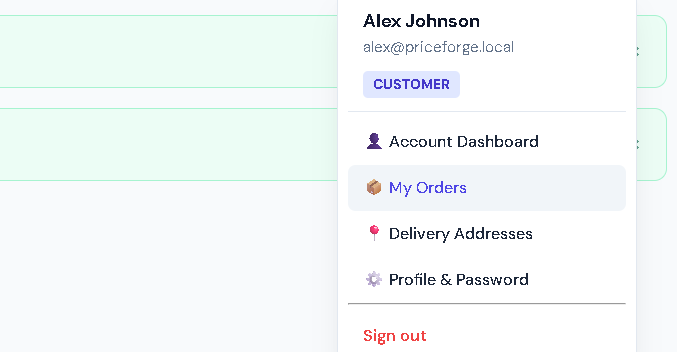 Alex Johnson
alex@priceforge.local
CUSTOMER
Account Dashboard
My Orders
Delivery Addresses
Profile & Password
Sign out